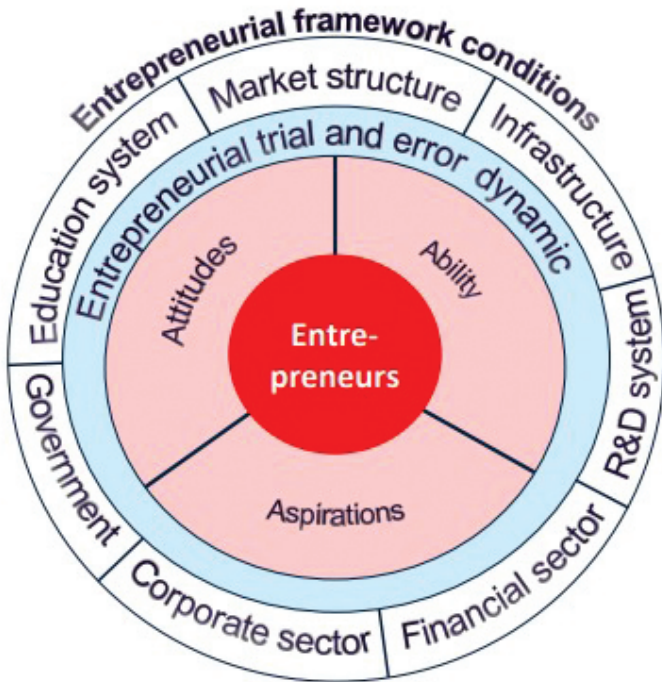 Entrepreneurial framework conditions
Market structure
Infrastructure
R&D system
Financial sector
Corporate sector
Government
Education system
Entrepreneurial trial and error dynamic
Attitudes
Ability
Aspirations
Entre-
preneurs